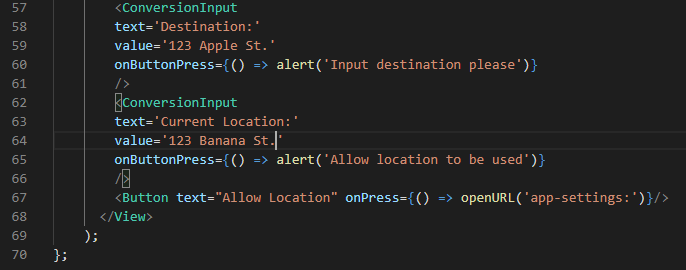 57 <ConversionInput
58 text='Destination:'
59 value='123 Apple St.'
60 onButtonPress={() => alert('Input destination please')}
61 />
62 <ConversionInput
63 text='Current Location:'
64 value='123 Banana St.'
65 onButtonPress={() => alert('Allow location to be used')}
66 />
67 <Button text="Allow Location" onPress={() => openURL('app-settings:')}/>
68 </View>
69 );
70 };